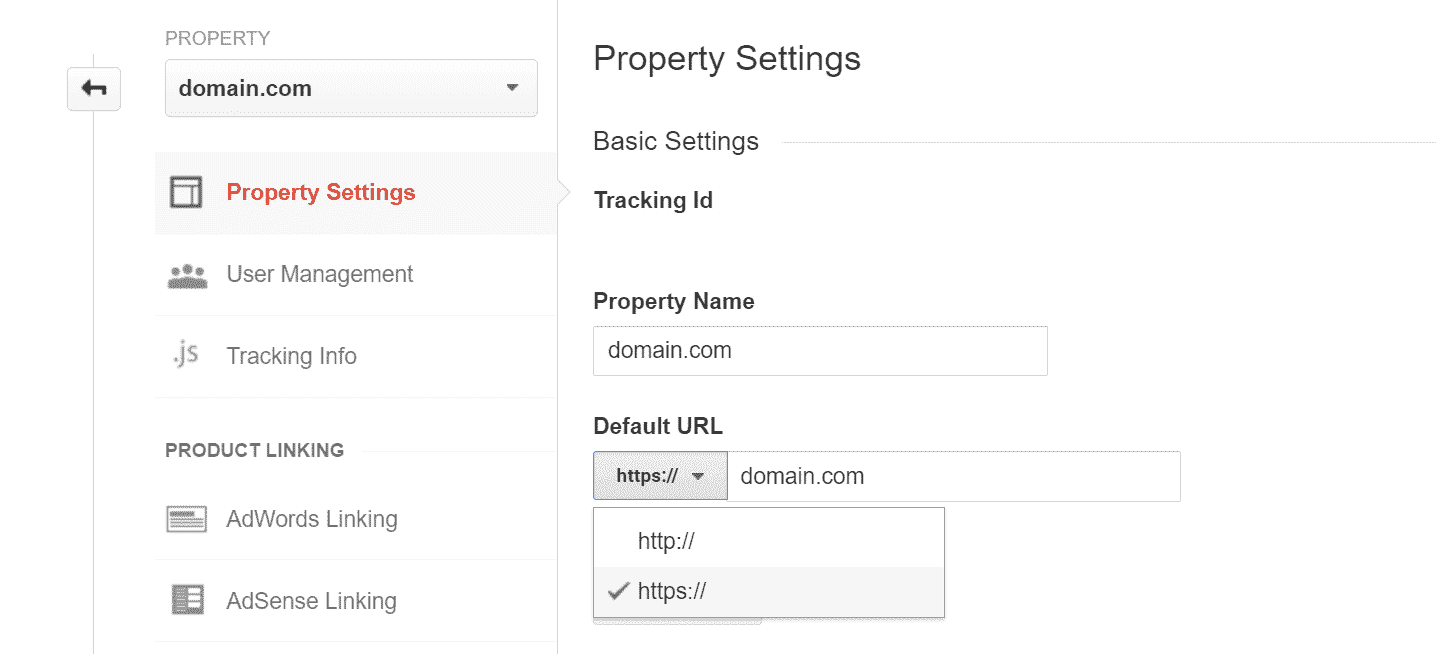 PROPERTY
domain.com
Property Settings
User Management
.js Tracking Info
PRODUCT LINKING
AdWords Linking
AdSense Linking
Property Settings
Basic Settings
Tracking Id
Property Name
domain.com
Default URL
https:// domain.com
http://
https://